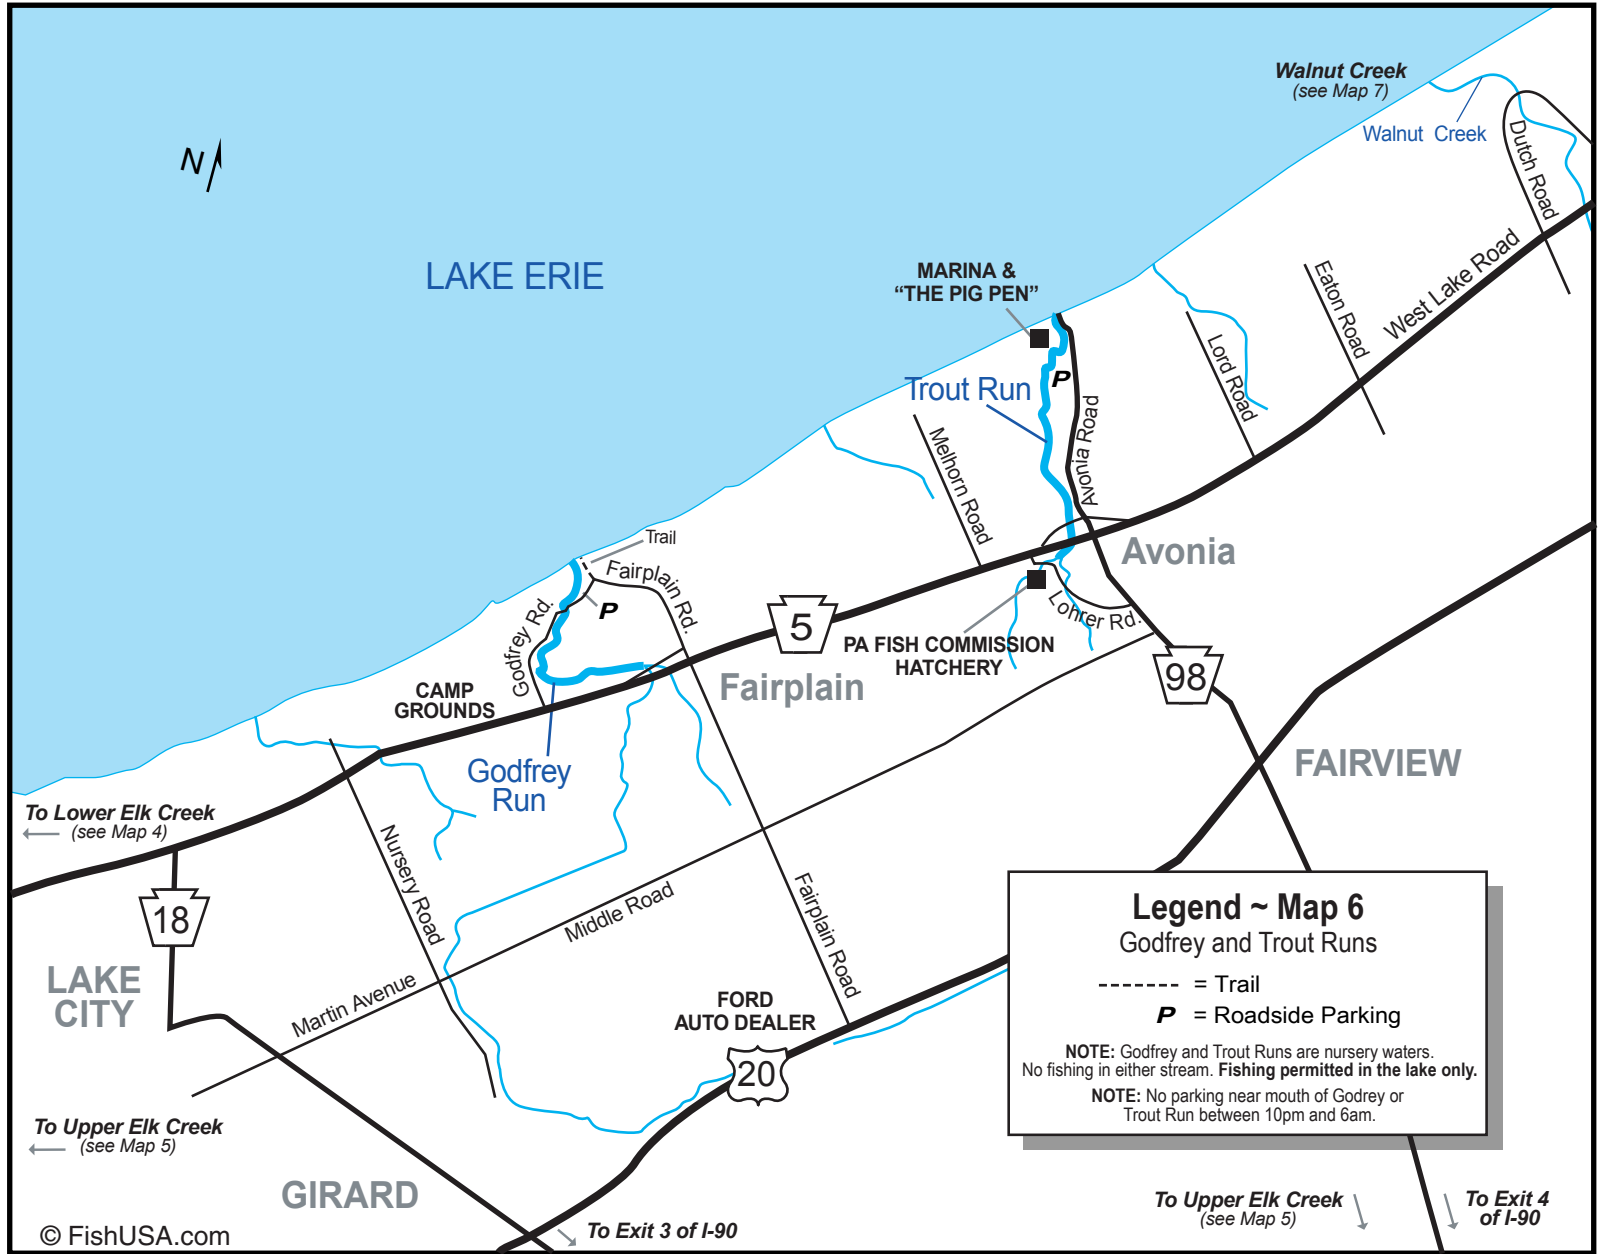 Walnut Creek
(see Map 7)
Walnut Creek
Dutch Road
N
LAKE ERIE
MARINA &
“THE PIG PEN”
West Lake Road
Eaton Road
Lord Road
Trout Run
P
Avonia Road
Melhorn Road
Trail
Fairplain Rd.
Avonia
Godfrey Rd.
P
5
Lohrer Rd.
PA FISH COMMISSION
HATCHERY
98
Fairplain
CAMP
GROUNDS
Godfrey
Run
FAIRVIEW
To Lower Elk Creek
(see Map 4)
Nursery Road
18
Middle Road
Fairplain Road
LAKE
CITY
Martin Avenue
FORD
AUTO DEALER
20
Legend ~ Map 6
Godfrey and Trout Runs
= Trail
P = Roadside Parking
NOTE: Godfrey and Trout Runs are nursery waters.
No fishing in either stream. Fishing permitted in the lake only.
NOTE: No parking near mouth of Godrey or
Trout Run between 10pm and 6am.
To Upper Elk Creek
(see Map 5)
GIRARD
To Upper Elk Creek
(see Map 5)
To Exit 4
of I-90
© FishUSA.com
To Exit 3 of I-90